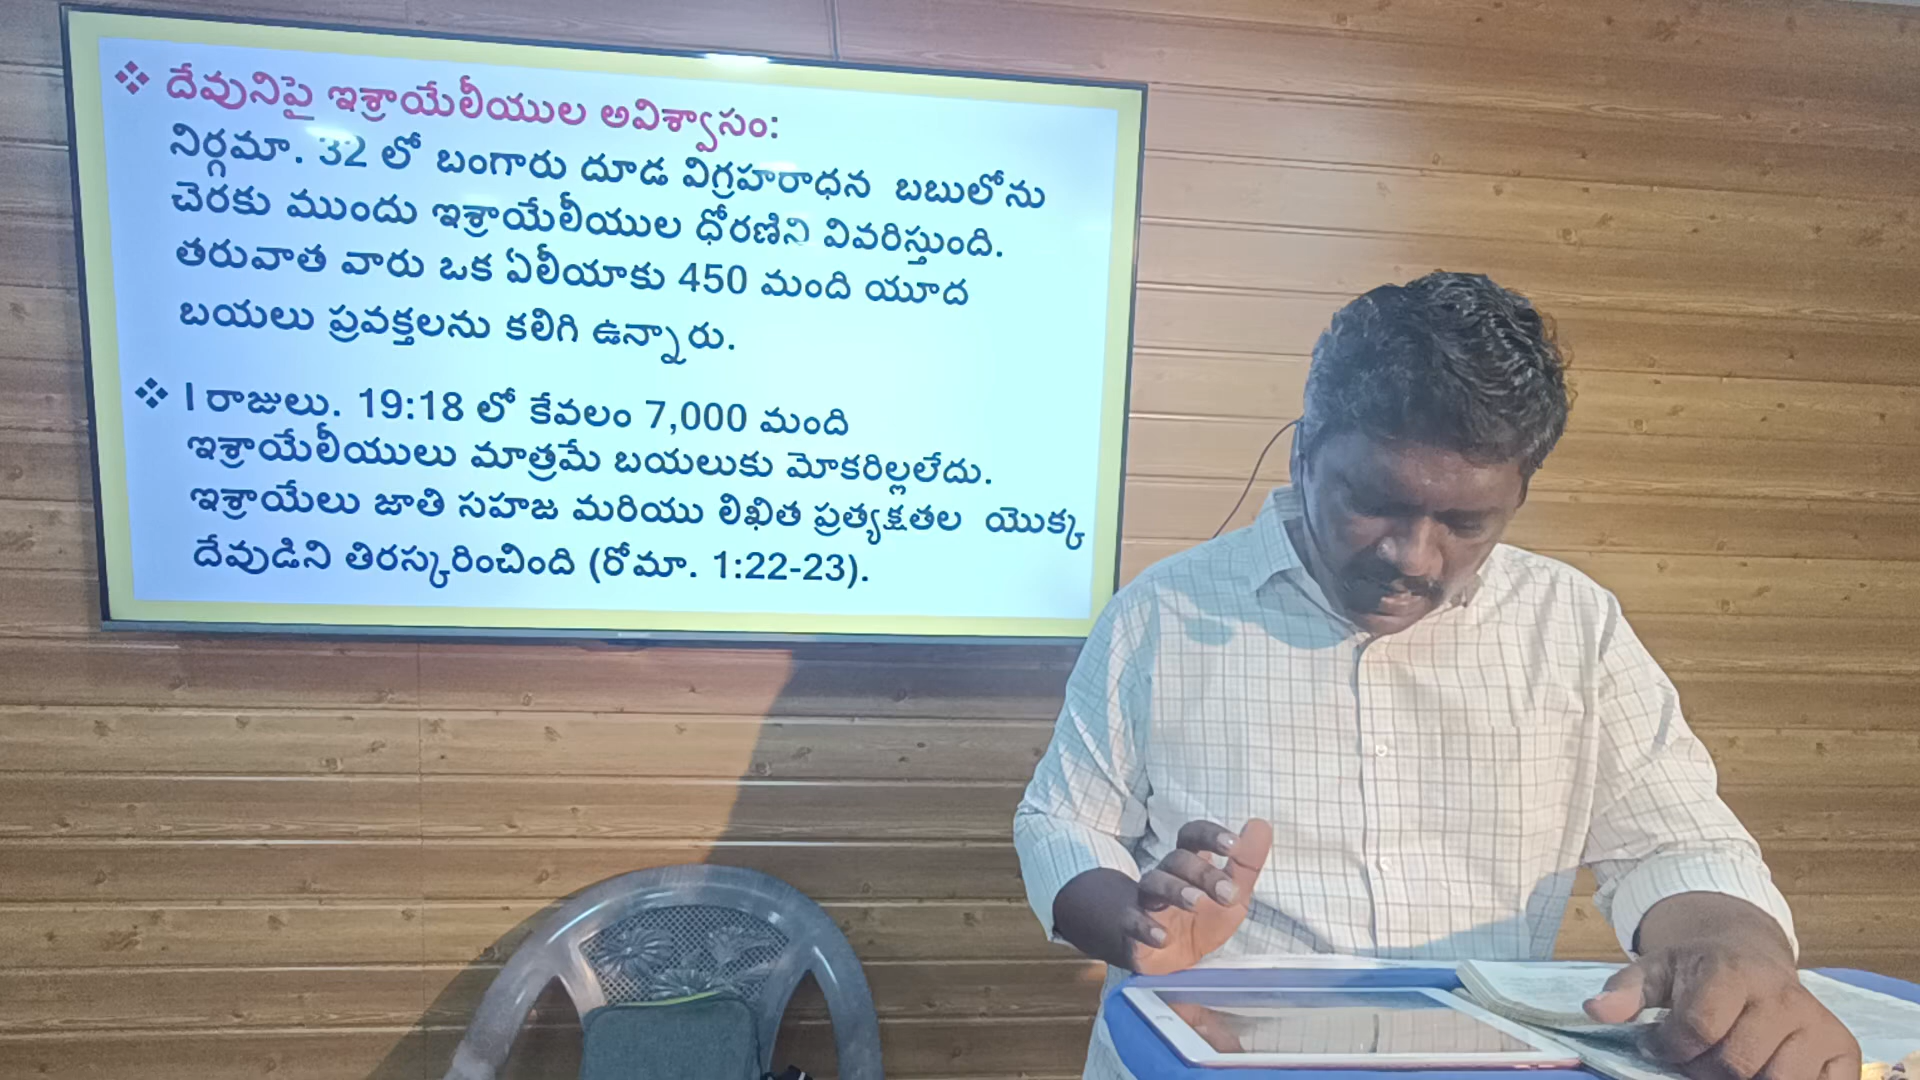 ❖ దేవునిపై ఇశ్రాయేలీయుల అవిశ్వాసం:
నిర్గమా. 32 లో బంగారు దూడ విగ్రహరాధన బబులోను
చెరకు ముందు ఇశ్రాయేలీయుల ధోరణిని వివరిస్తుంది.
తరువాత వారు ఒక ఏలీయాకు 450 మంది యూద
బయలు ప్రవక్తలను కలిగి ఉన్నారు.
❖ I రాజులు. 19:18 లో కేవలం 7,000 మంది
ఇశ్రాయేలీయులు మాత్రమే బయలుకు మోకరిల్లలేదు.
ఇశ్రాయేలు జాతి సహజ మరియు లిఖిత ప్రత్యక్షతల యొక్క
దేవుడిని తిరస్కరించింది (రోమా. 1:22-23).